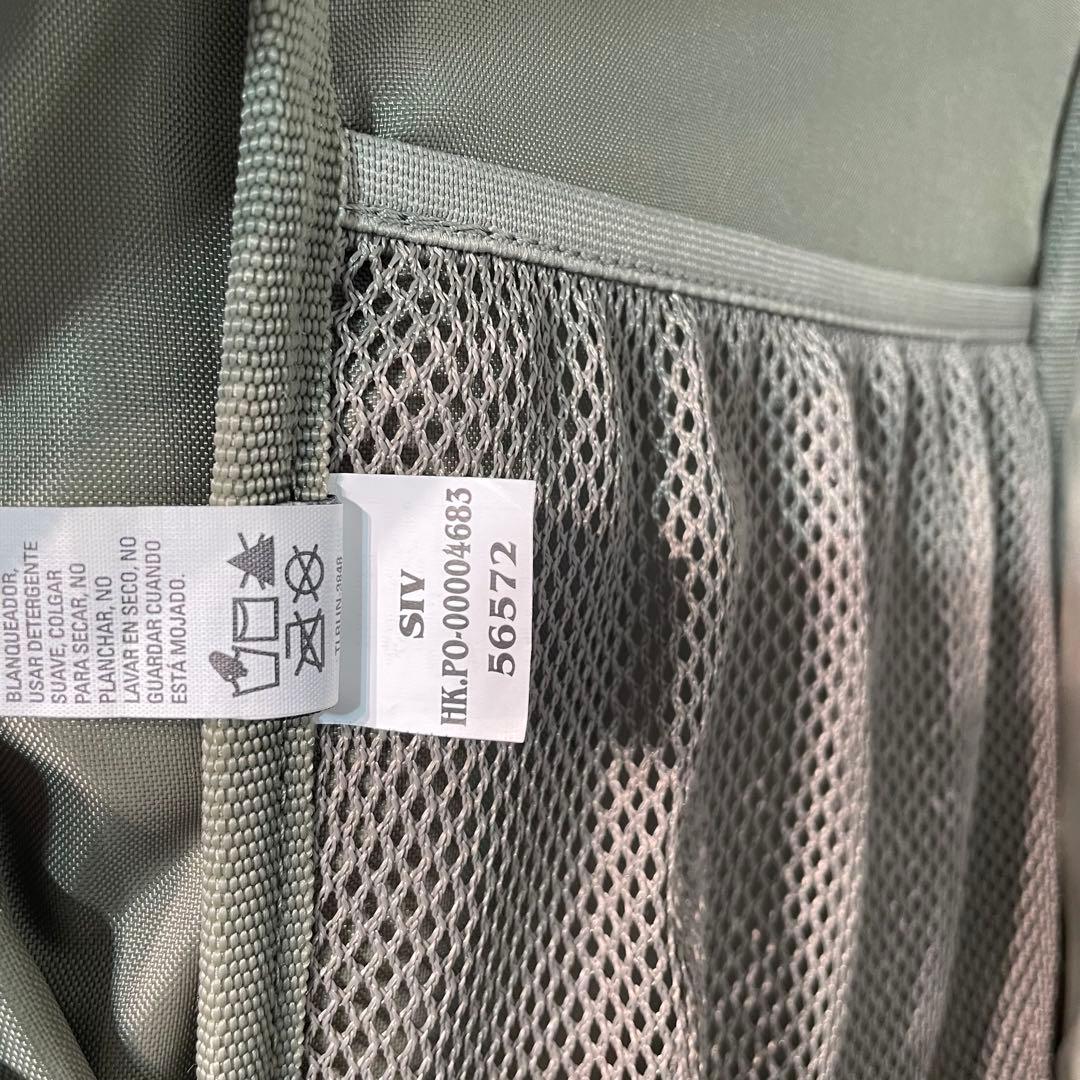 BLANQUEADOR,
USAR DETERGENTE
SUAVE, COLGAR
PARA SECAR, NO
PLANCHAR, NO
LAVAR EN SECO, NO
GUARDAR CUANDO
ESTÁ MOJADO.
SIV
HK.PO-00004683
56572